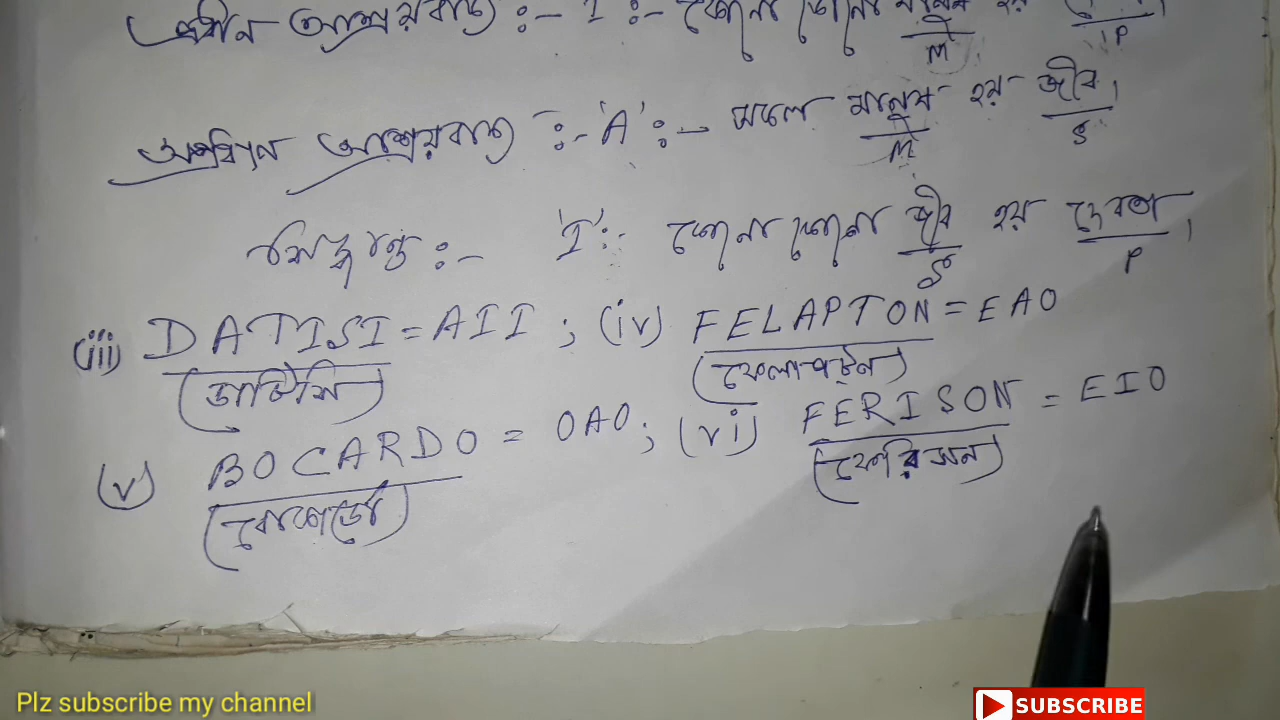 প্রধান আশ্রয়বাক্য :- 'I' :- কোনো কোনো মানুষ হয়
M P
অপ্রধান আশ্রয়বাক্য :- 'A' :- সকল মানুষ হয় জীব।
M S
সিদ্ধান্ত :- 'I' :- কোনো কোনো জীব হয় দেবতা।
S P
(iii) DATISI = AII ; (iv) FELAPTON = EAO
(ডাটিসি) (ফেলাপটন)
(v) BOCARDO = OAO ; (vi) FERISON = EIO
(বোকার্ডো) (ফেরিসন)
Plz subscribe my channel
SUBSCRIBE